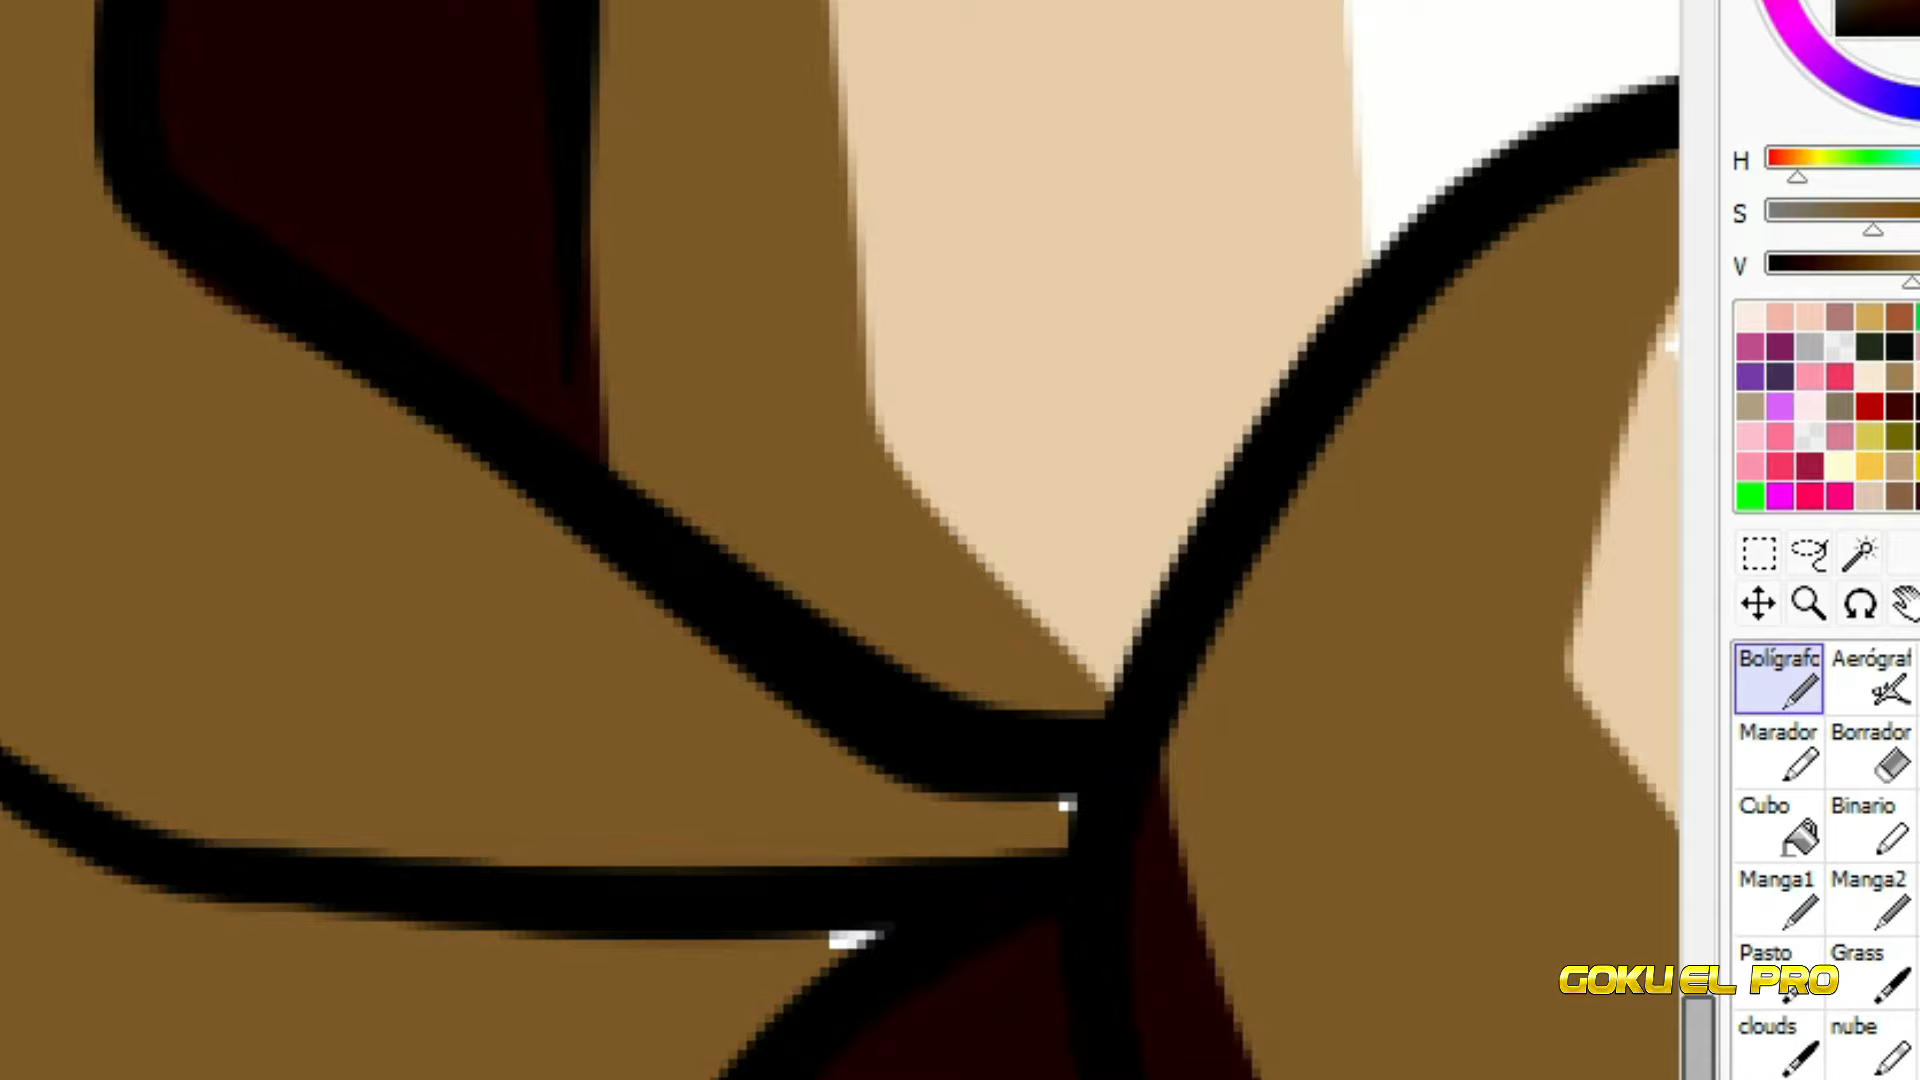 H
S
V
Bolígrafo Aerógraf
Marador Borrador
Cubo Binario
Manga1 Manga2
Pasto Grass
GOKU EL PRO
clouds nube